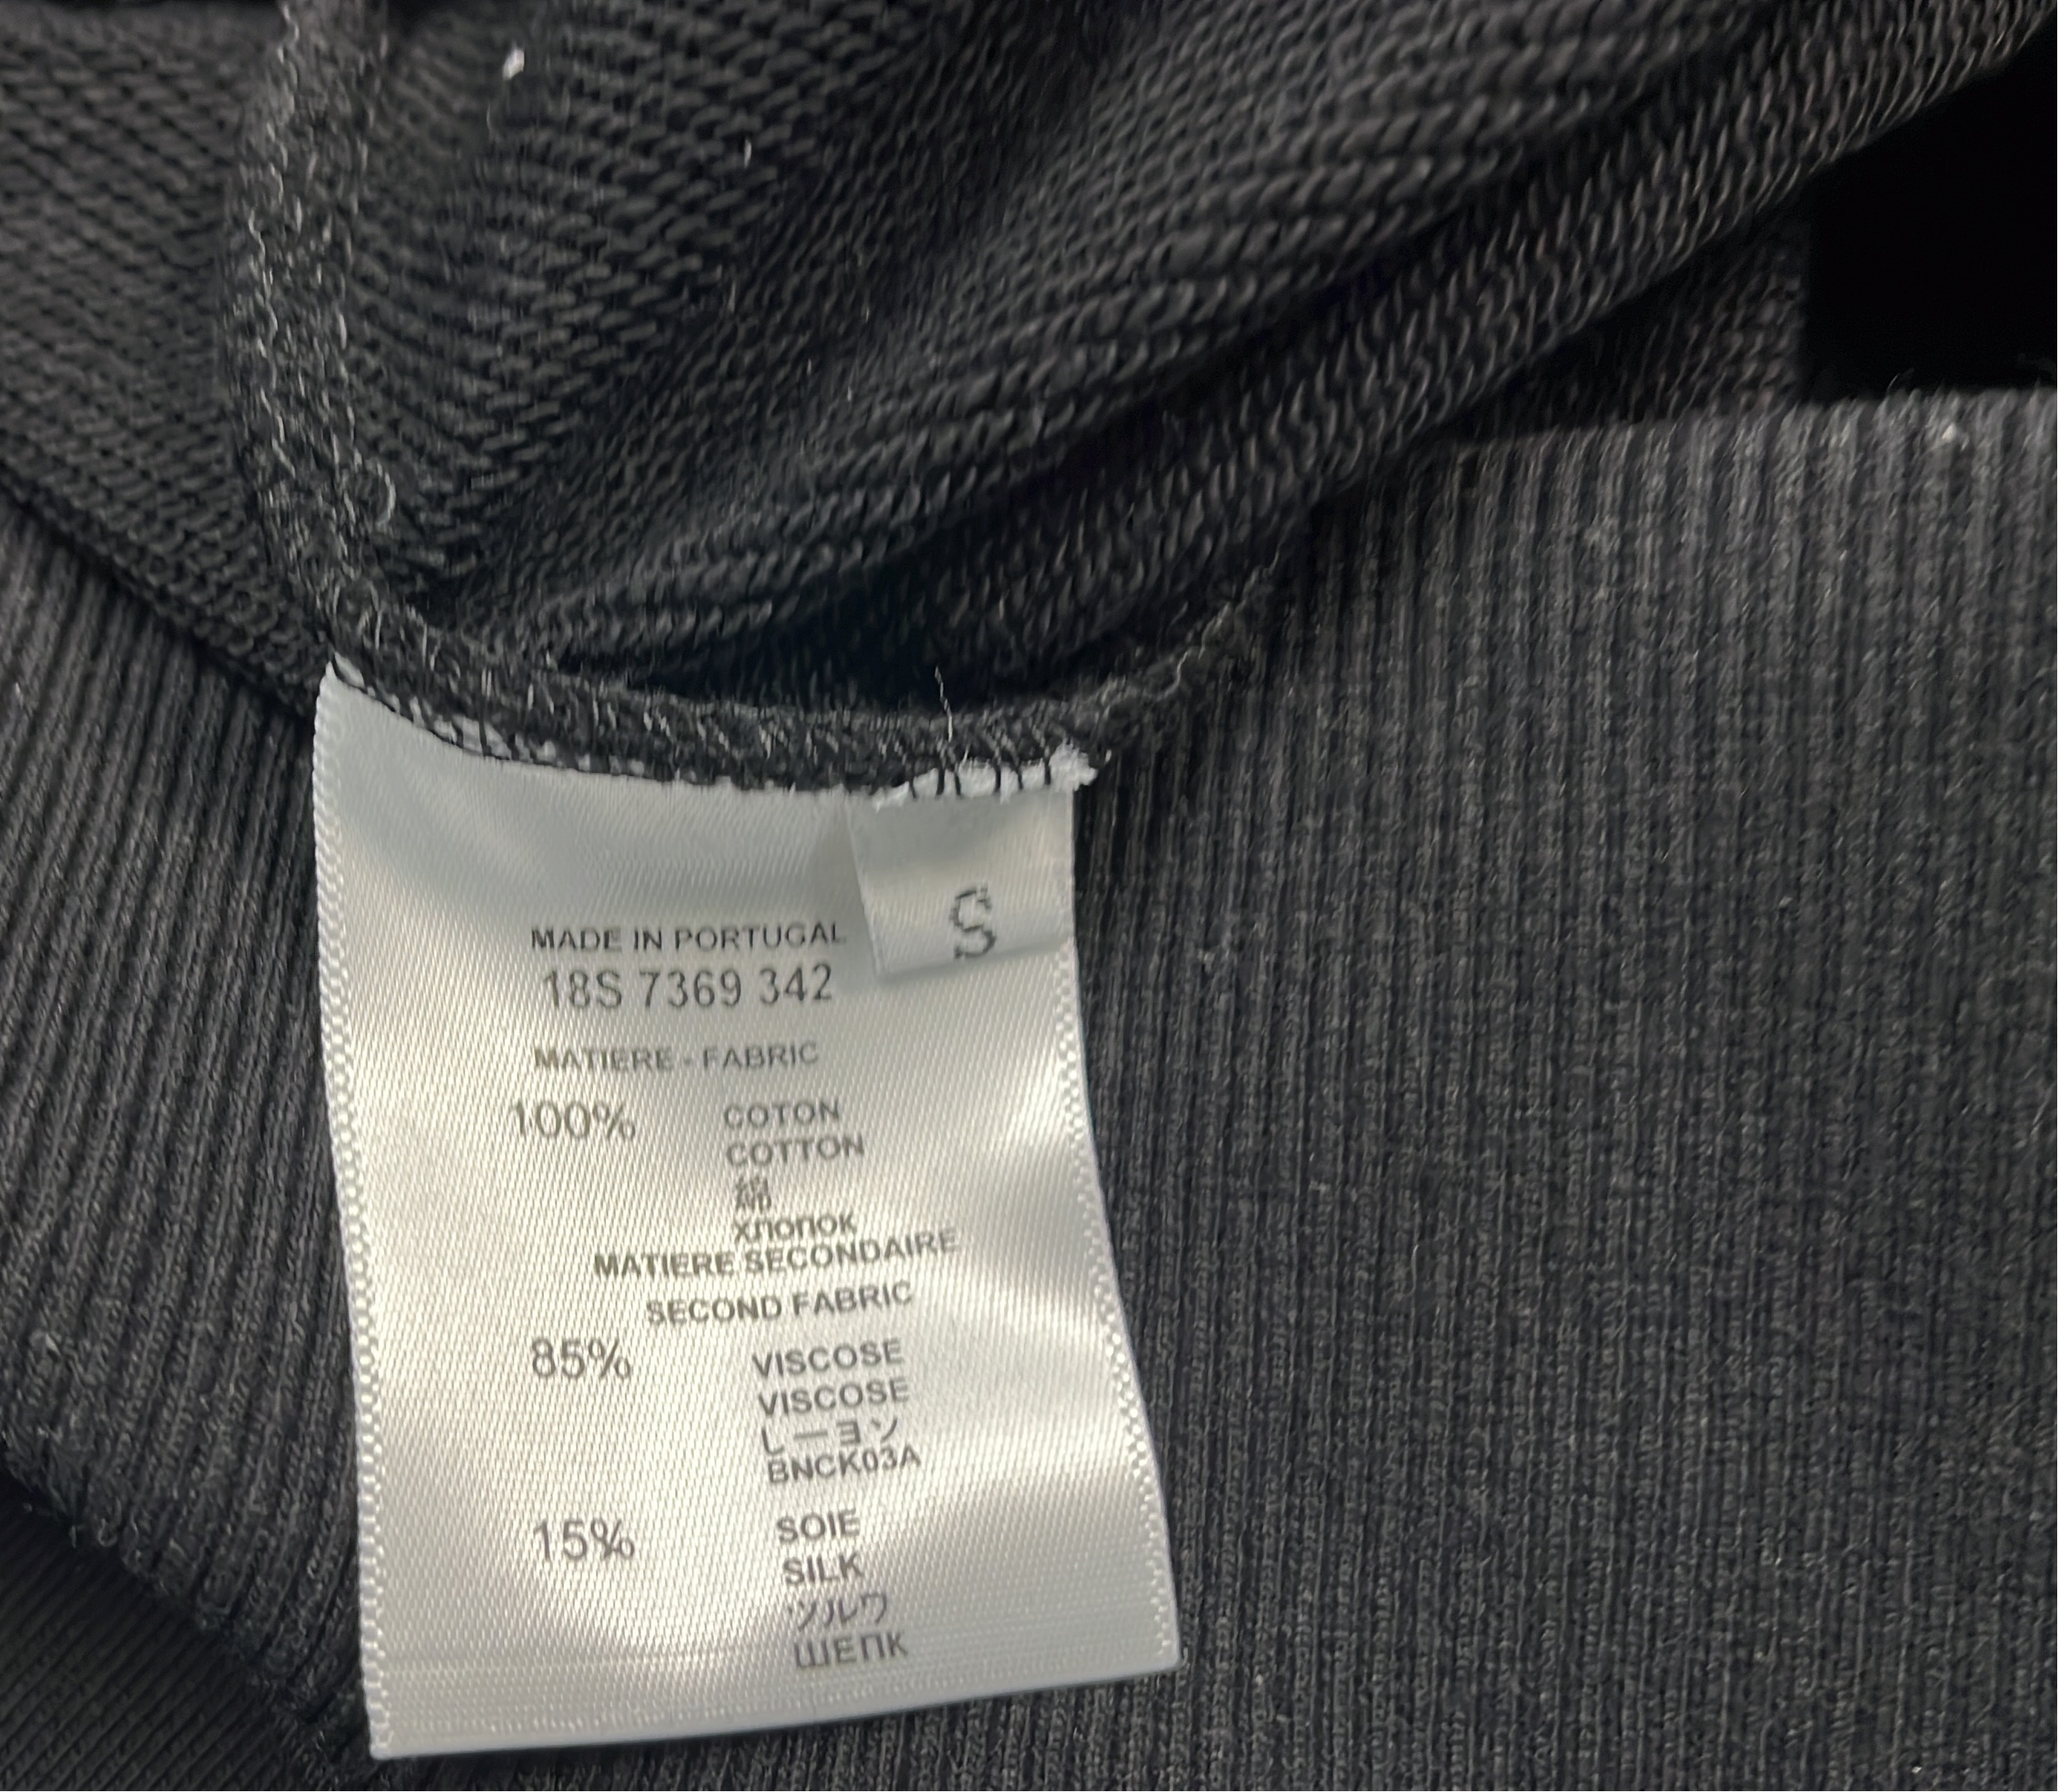 S
MADE IN PORTUGAL
18S 7369 342
MATIERE - FABRIC
100% COTON
COTTON
綿
хлопок
MATIERE SECONDAIRE
SECOND FABRIC
85% VISCOSE
VISCOSE
レーヨン
ВИСКОЗА
15% SOIE
SILK
シルク
ШЕЛК